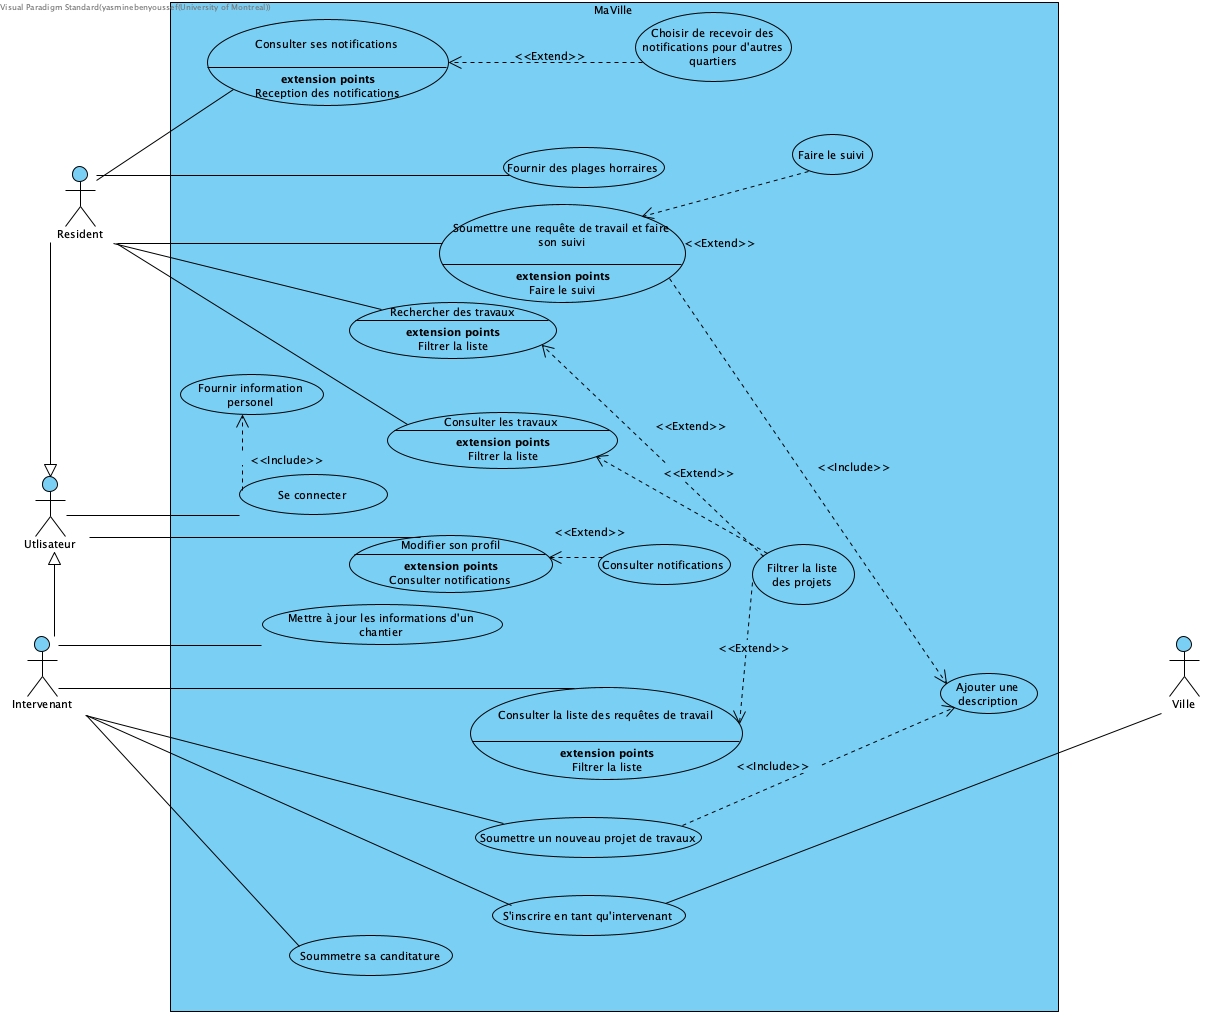 Visual Paradigm Standard(yasminebenyoussef(University of Montreal))
MaVille
Consulter ses notifications
extension points
Reception des notifications
<<Extend>>
Choisir de recevoir des
notifications pour d'autres
quartiers
Faire le suivi
Fournir des plages horraires
Resident
Soumettre une requête de travail et faire
son suivi
extension points
Faire le suivi
<<Extend>>
Rechercher des travaux
extension points
Filtrer la liste
Fournir information
personel
Consulter les travaux
extension points
Filtrer la liste
<<Extend>>
<<Include>>
<<Extend>>
<<Include>>
Se connecter
Utlisateur
Modifier son profil
extension points
Consulter notifications
<<Extend>>
Consulter notifications
Filtrer la liste
des projets
Mettre à jour les informations d'un
chantier
<<Extend>>
Intervenant
Consulter la liste des requêtes de travail
extension points
Filtrer la liste
Ajouter une
description
Ville
<<Include>>
Soumettre un nouveau projet de travaux
S'inscrire en tant qu'intervenant
Soummetre sa canditature